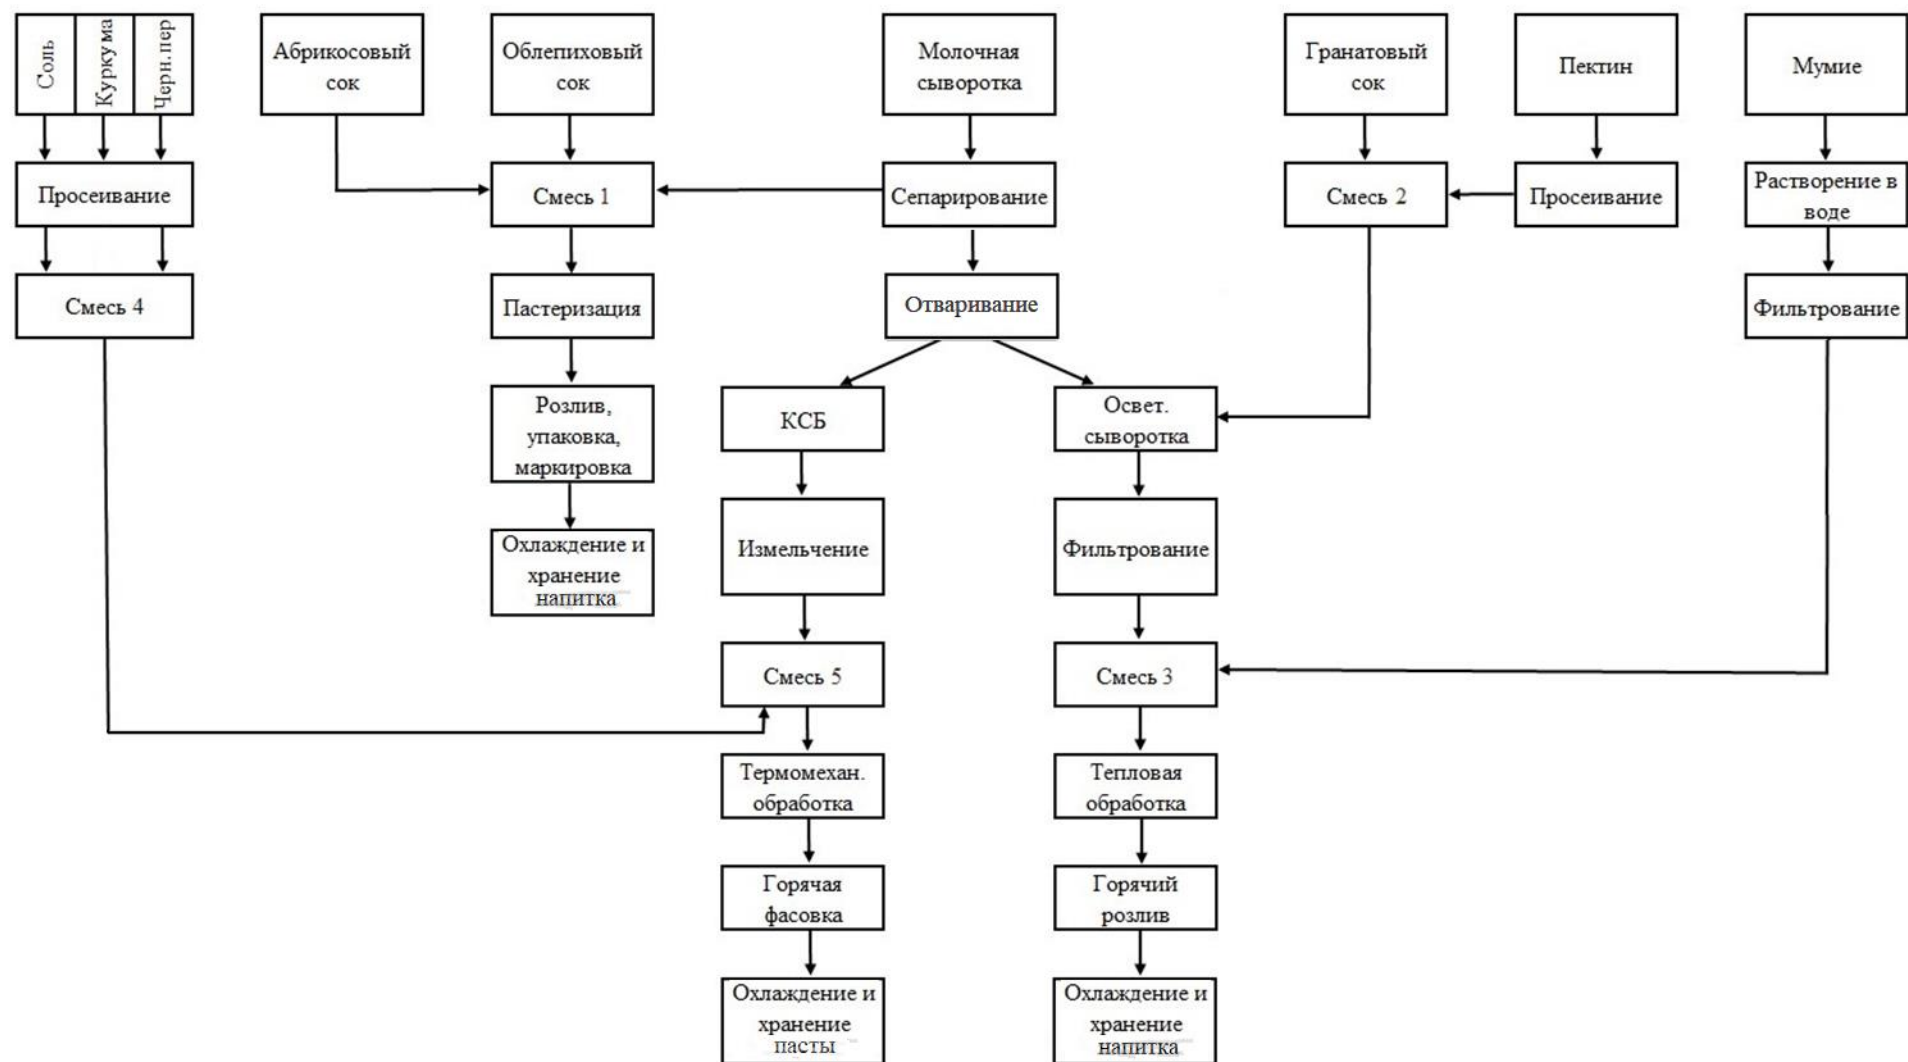 Соль
Куркума
Черн.пер
Абрикосовый
сок
Облепиховый
сок
Молочная
сыворотка
Гранатовый
сок
Пектин
Мумие
Просеивание
Смесь 1
Сепарирование
Смесь 2
Просеивание
Растворение в
воде
Смесь 4
Пастеризация
Отваривание
Фильтрование
Розлив,
упаковка,
маркировка
КСБ
Освет.
сыворотка
Охлаждение и
хранение
напитка
Измельчение
Фильтрование
Смесь 5
Смесь 3
Термомехан.
обработка
Тепловая
обработка
Горячая
фасовка
Горячий
розлив
Охлаждение и
хранение
пасты
Охлаждение и
хранение
напитка